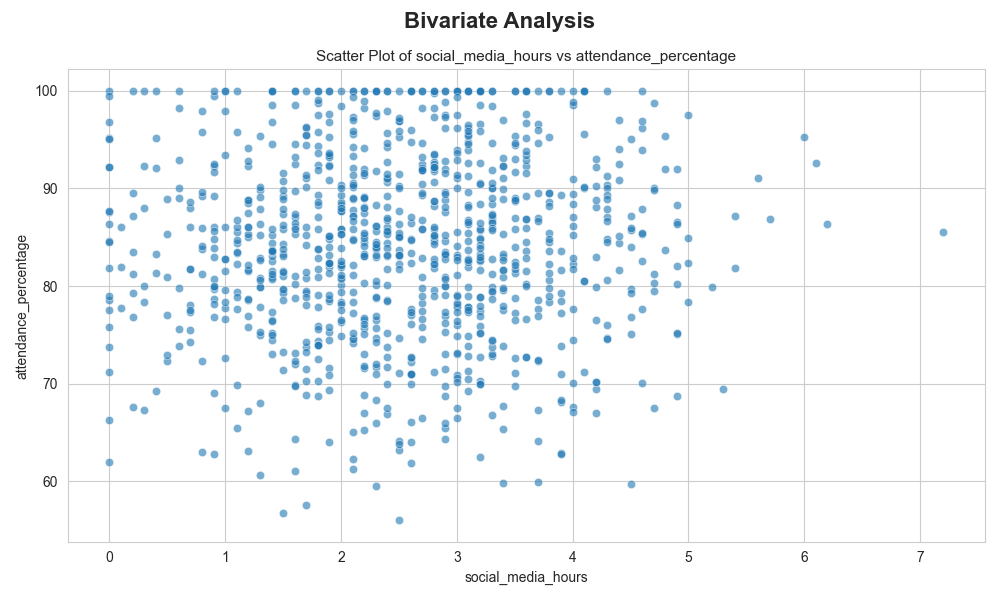 Bivariate Analysis
Scatter Plot of social_media_hours vs attendance_percentage
attendance_percentage
100
90
80
70
60
0 1 2 3 4 5 6 7
social_media_hours